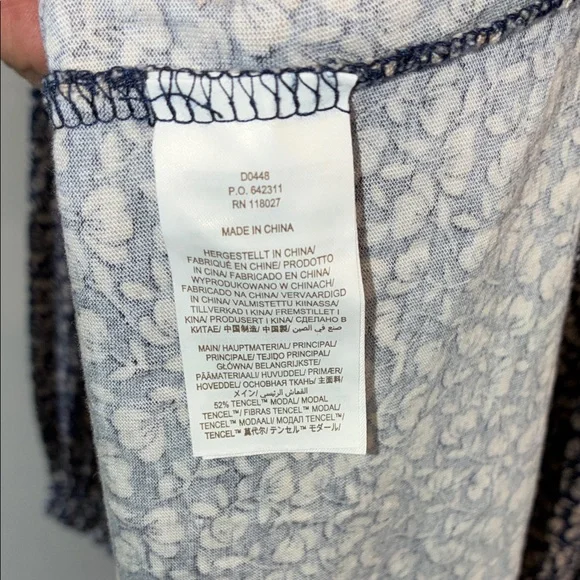 D0448
P.O. 642311
RN 118027
MADE IN CHINA
HERGESTELLT IN CHINA/
FABRIQUÉ EN CHINE/ PRODOTTO
IN CINA/ FABRICADO EN CHINA/
WYPRODUKOWANO W CHINACH/
FABRICADO NA CHINA/ VERVAARDIGD
IN CHINA/ VALMISTETTU KIINASSA/
TILLVERKAD I KINA/ FREMSTILLET I
KINA/ PRODUSERT I KINA/ СДЕЛАНО В
КИТАЕ/ 中国制造/ 中国製/ صنع في الصين
MAIN/ HAUPTMATERIAL/ PRINCIPAL/
PRINCIPALE/ TEJIDO PRINCIPAL/
GŁÓWNA/ BELANGRIJKSTE/
PÄÄMATERIAALI/ HUVUDDEL/ PRIMÆR/
HOVEDDEL/ ОСНОВНАЯ ТКАНЬ/ 主面料/
メイン/ القماش الرئيسي
52% TENCEL™ MODAL/ MODAL
TENCEL™/ FIBRAS TENCEL™ MODAL/
TENCEL™ MODAALI/ МОДАЛ TENCEL™/
TENCEL™ 莫代尔/ テンセル™ モダール/